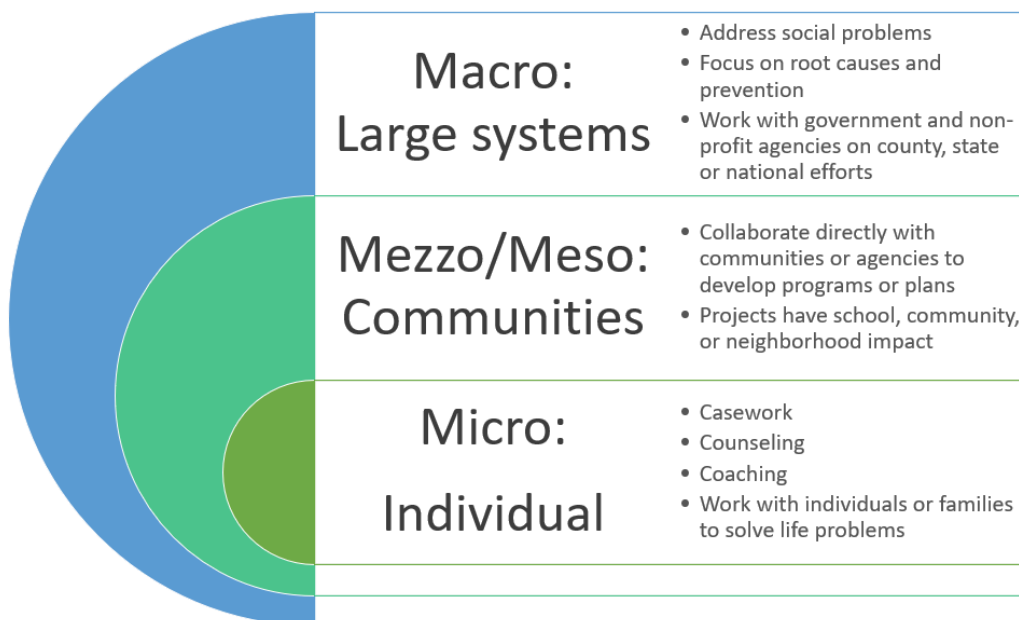 Macro:
Large systems
• Address social problems
• Focus on root causes and
prevention
• Work with government and non-
profit agencies on county, state
or national efforts
Mezzo/Meso:
Communities
• Collaborate directly with
communities or agencies to
develop programs or plans
• Projects have school, community,
or neighborhood impact
Micro:
Individual
• Casework
• Counseling
• Coaching
• Work with individuals or families
to solve life problems